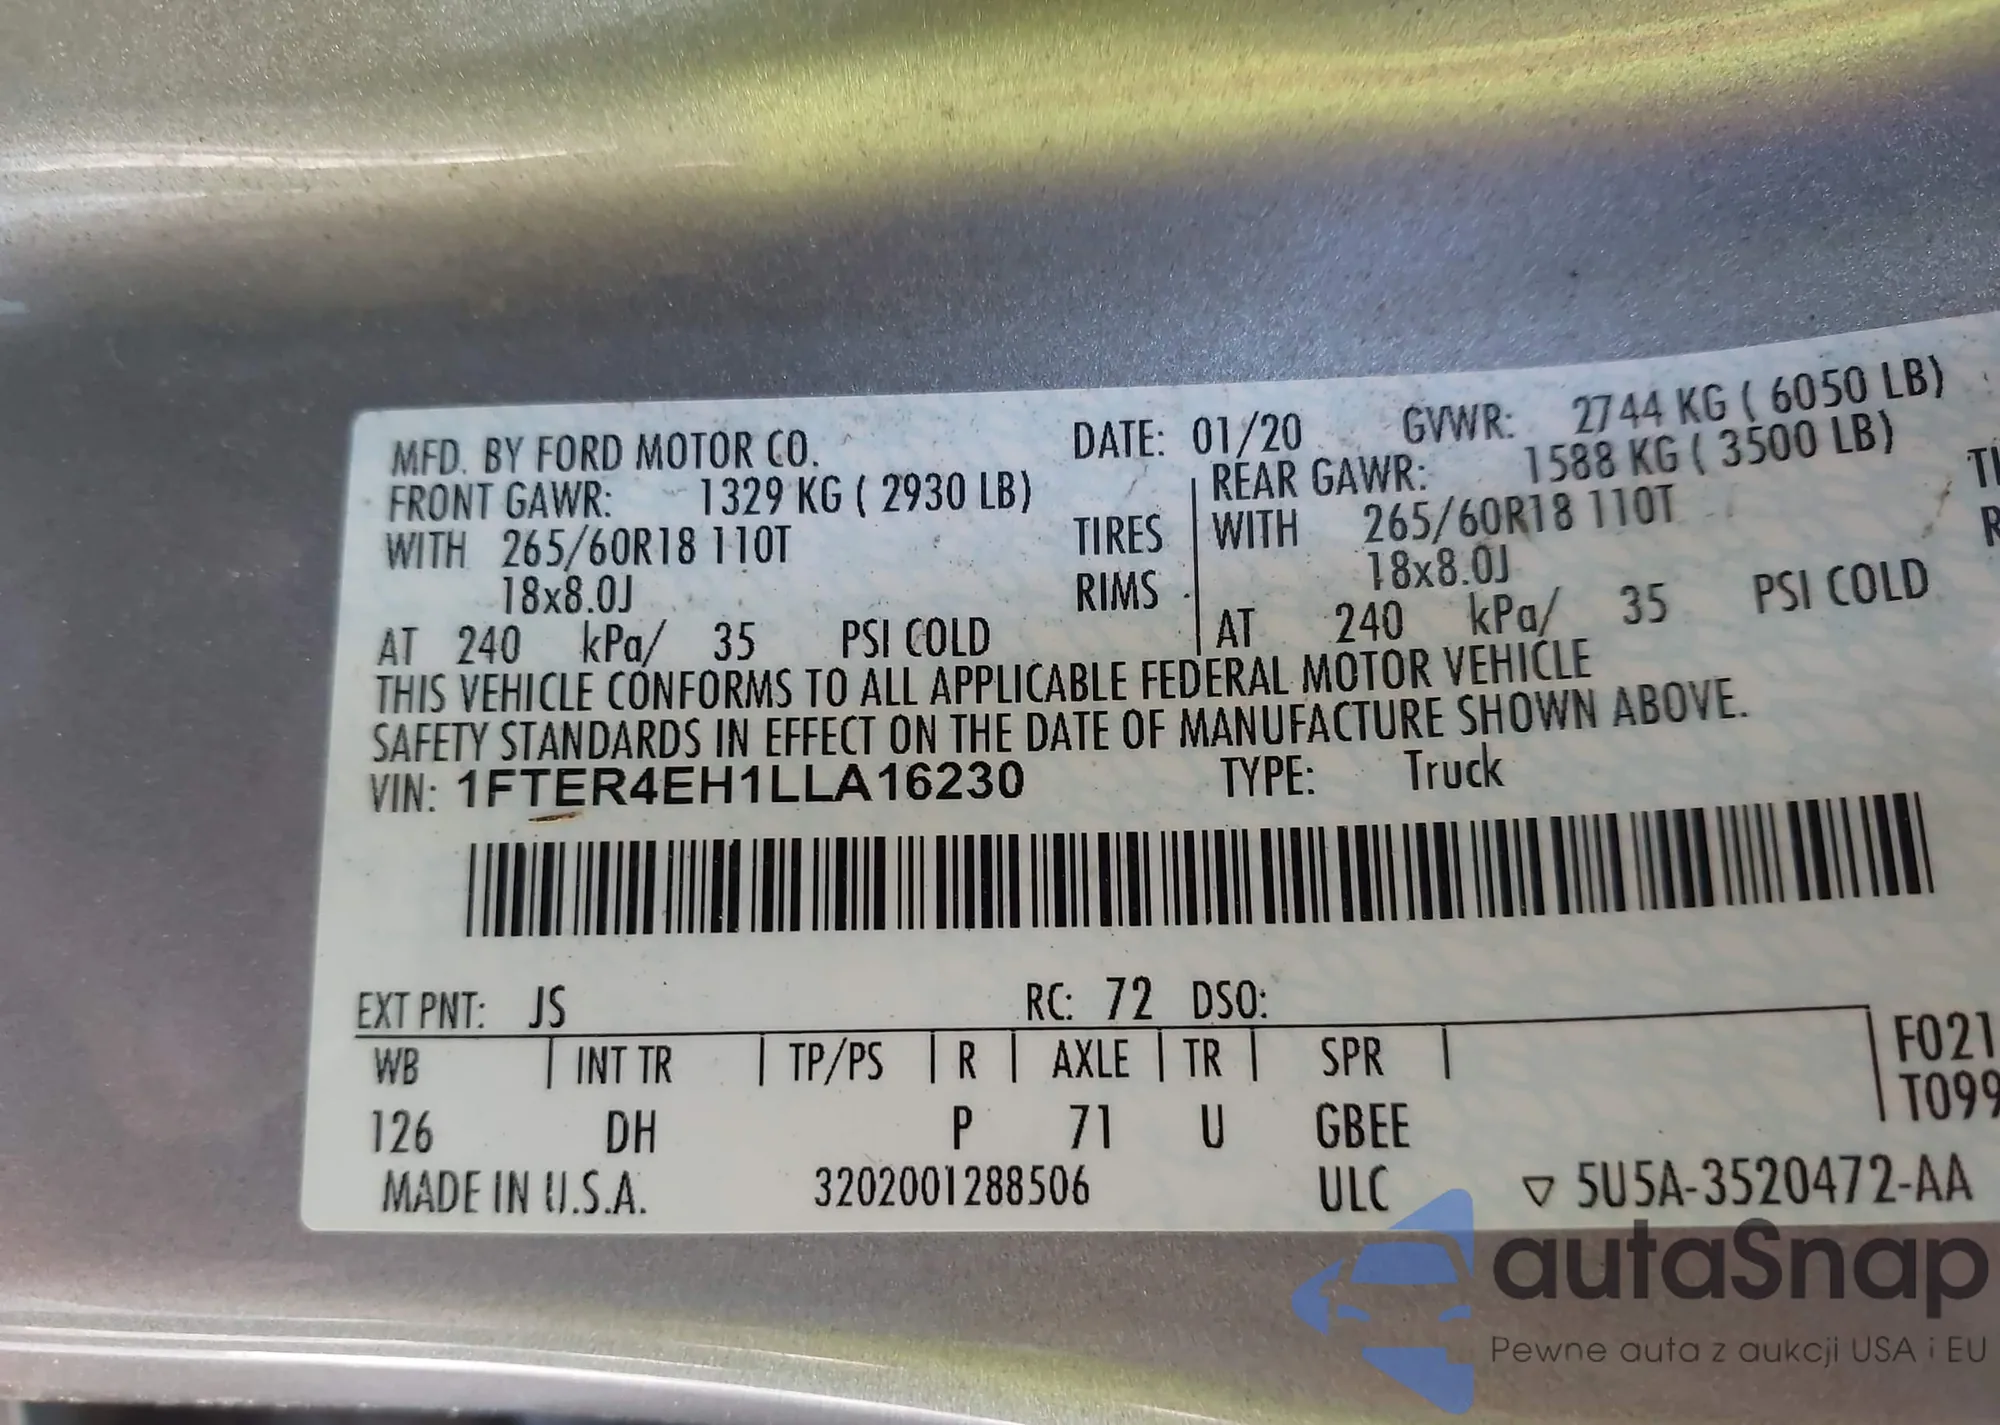 MFD. BY FORD MOTOR CO. DATE: 01/20 GVWR: 2744 KG ( 6050 LB)
FRONT GAWR: 1329 KG ( 2930 LB) REAR GAWR: 1588 KG ( 3500 LB)
WITH 265/60R18 110T TIRES WITH 265/60R18 110T
18x8.0J RIMS 18x8.0J
AT 240 kPa/ 35 PSI COLD AT 240 kPa/ 35 PSI COLD
THIS VEHICLE CONFORMS TO ALL APPLICABLE FEDERAL MOTOR VEHICLE
SAFETY STANDARDS IN EFFECT ON THE DATE OF MANUFACTURE SHOWN ABOVE.
VIN: 1FTER4EH1LLA16230 TYPE: Truck
EXT PNT: JS RC: 72 DSO:
WB INT TR TP/PS R AXLE TR SPR F021
126 DH P 71 U GBEE T099
MADE IN U.S.A. 3202001288506 ULC ▽ 5U5A-3520472-AA
autaSnap
Pewne auta z aukcji USA i EU